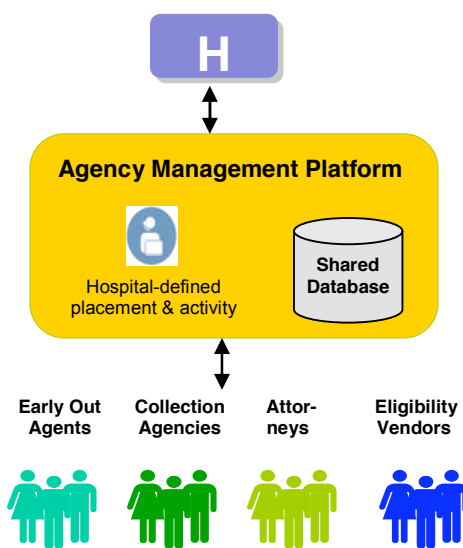 H
Agency Management Platform
Hospital-defined
placement & activity
Shared
Database
Early Out
Agents
Collection
Agencies
Attor-
neys
Eligibility
Vendors